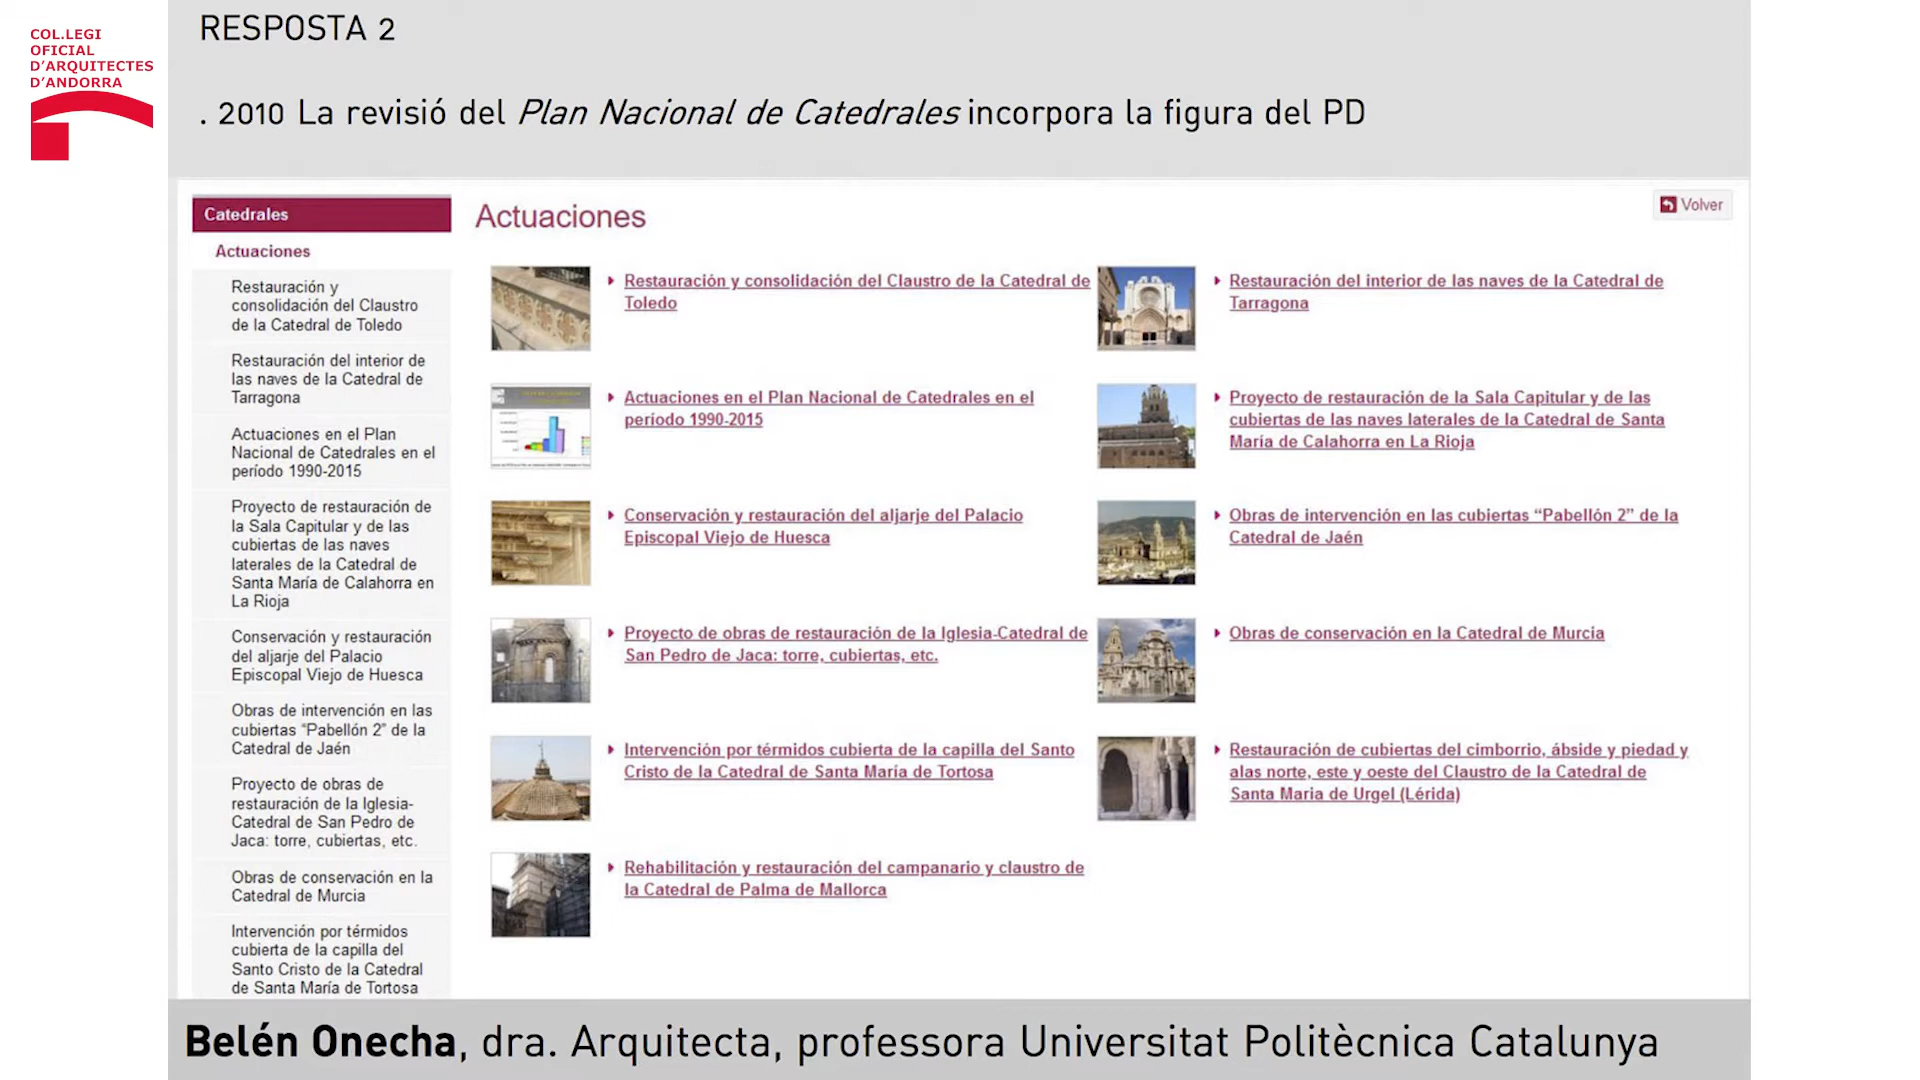 COL.LEGI
OFICIAL
D'ARQUITECTES
D'ANDORRA
RESPOSTA 2
. 2010 La revisió del Plan Nacional de Catedrales incorpora la figura del PD
Catedrales
Actuaciones
Restauración y
consolidación del Claustro
de la Catedral de Toledo
Restauración del interior de
las naves de la Catedral de
Tarragona
Actuaciones en el Plan
Nacional de Catedrales en el
período 1990-2015
Proyecto de restauración de
la Sala Capitular y de las
cubiertas de las naves
laterales de la Catedral de
Santa María de Calahorra en
La Rioja
Conservación y restauración
del aljarje del Palacio
Episcopal Viejo de Huesca
Obras de intervención en las
cubiertas “Pabellón 2” de la
Catedral de Jaén
Proyecto de obras de
restauración de la Iglesia-
Catedral de San Pedro de
Jaca: torre, cubiertas, etc.
Obras de conservación en la
Catedral de Murcia
Intervención por térmidos
cubierta de la capilla del
Santo Cristo de la Catedral
de Santa María de Tortosa
Actuaciones
Volver
Restauración y consolidación del Claustro de la Catedral de
Toledo
Restauración del interior de las naves de la Catedral de
Tarragona
Actuaciones en el Plan Nacional de Catedrales en el
período 1990-2015
Proyecto de restauración de la Sala Capitular y de las
cubiertas de las naves laterales de la Catedral de Santa
María de Calahorra en La Rioja
Conservación y restauración del aljarje del Palacio
Episcopal Viejo de Huesca
Obras de intervención en las cubiertas “Pabellón 2” de la
Catedral de Jaén
Proyecto de obras de restauración de la Iglesia-Catedral de
San Pedro de Jaca: torre, cubiertas, etc.
Obras de conservación en la Catedral de Murcia
Intervención por térmidos cubierta de la capilla del Santo
Cristo de la Catedral de Santa María de Tortosa
Restauración de cubiertas del cimborrio, ábside y piedad y
alas norte, este y oeste del Claustro de la Catedral de
Santa Maria de Urgel (Lérida)
Rehabilitación y restauración del campanario y claustro de
la Catedral de Palma de Mallorca
Belén Onecha, dra. Arquitecta, professora Universitat Politècnica Catalunya